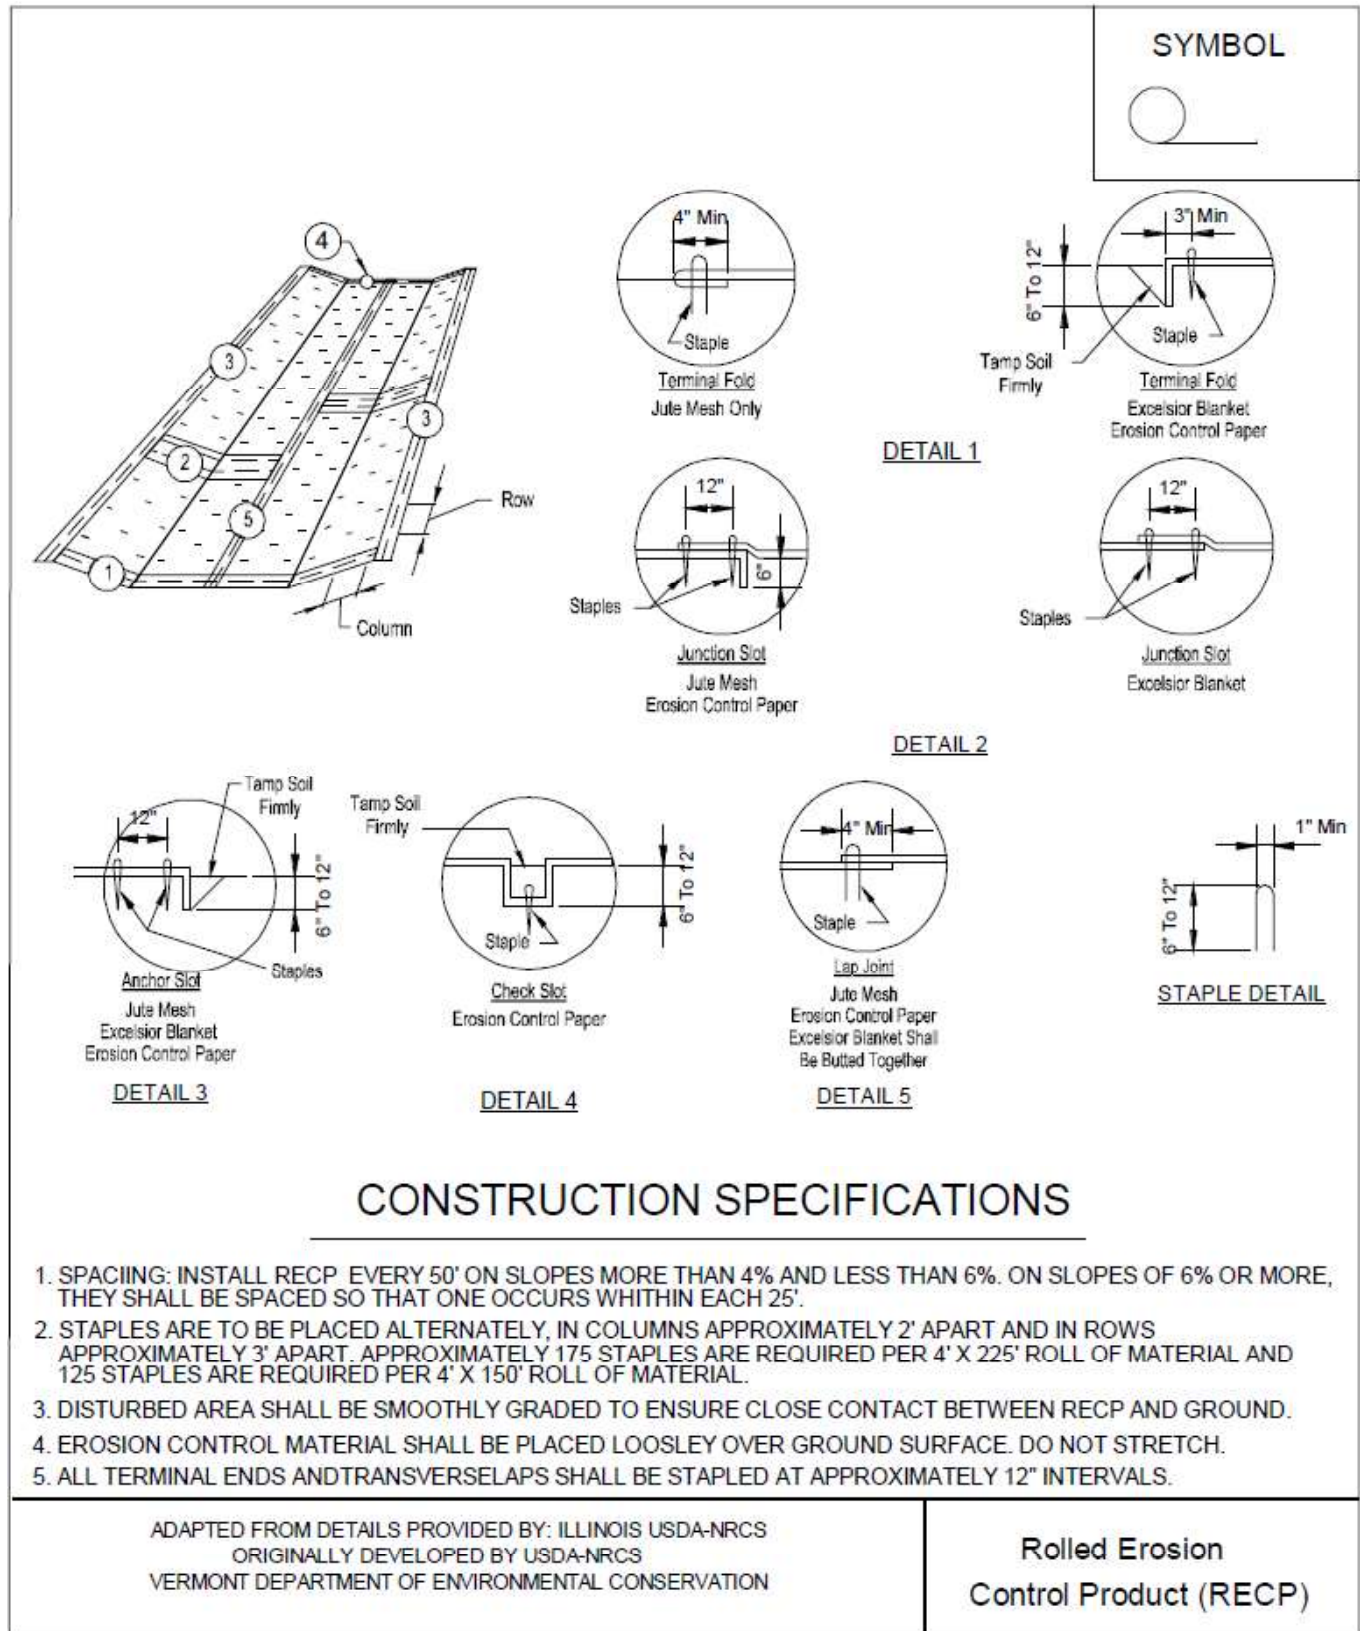 SYMBOL
4
3
2
3
5
1
Row
Column
4" Min
Staple
Terminal Fold
Jute Mesh Only
3" Min
6" To 12"
Staple
Tamp Soil
Firmly
Terminal Fold
Excelsior Blanket
Erosion Control Paper
DETAIL 1
12"
6"
Staples
Junction Slot
Jute Mesh
Erosion Control Paper
12"
Staples
Junction Slot
Excelsior Blanket
DETAIL 2
Tamp Soil
Firmly
12"
6" To 12"
Staples
Anchor Slot
Jute Mesh
Excelsior Blanket
Erosion Control Paper
DETAIL 3
Tamp Soil
Firmly
6" To 12"
Staple
Check Slot
Erosion Control Paper
DETAIL 4
4" Min
Staple
Lap Joint
Jute Mesh
Erosion Control Paper
Excelsior Blanket Shall
Be Butted Together
DETAIL 5
1" Min
6" To 12"
STAPLE DETAIL
CONSTRUCTION SPECIFICATIONS
1. SPACIING: INSTALL RECP EVERY 50' ON SLOPES MORE THAN 4% AND LESS THAN 6%. ON SLOPES OF 6% OR MORE,
THEY SHALL BE SPACED SO THAT ONE OCCURS WHITHIN EACH 25'.
2. STAPLES ARE TO BE PLACED ALTERNATELY, IN COLUMNS APPROXIMATELY 2' APART AND IN ROWS
APPROXIMATELY 3' APART. APPROXIMATELY 175 STAPLES ARE REQUIRED PER 4' X 225' ROLL OF MATERIAL AND
125 STAPLES ARE REQUIRED PER 4' X 150' ROLL OF MATERIAL.
3. DISTURBED AREA SHALL BE SMOOTHLY GRADED TO ENSURE CLOSE CONTACT BETWEEN RECP AND GROUND.
4. EROSION CONTROL MATERIAL SHALL BE PLACED LOOSLEY OVER GROUND SURFACE. DO NOT STRETCH.
5. ALL TERMINAL ENDS ANDTRANSVERSELAPS SHALL BE STAPLED AT APPROXIMATELY 12" INTERVALS.
ADAPTED FROM DETAILS PROVIDED BY: ILLINOIS USDA-NRCS
ORIGINALLY DEVELOPED BY USDA-NRCS
VERMONT DEPARTMENT OF ENVIRONMENTAL CONSERVATION
Rolled Erosion
Control Product (RECP)